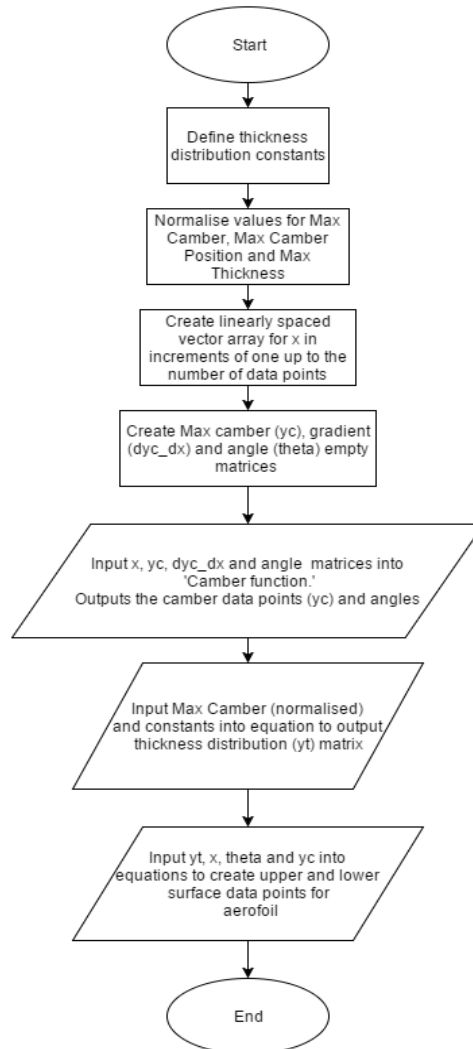 Start
Define thickness
distribution constants
Normalise values for Max
Camber, Max Camber
Position and Max
Thickness
Create linearly spaced
vector array for x in
increments of one up to the
number of data points
Create Max camber (yc), gradient
(dyc_dx) and angle (theta) empty
matrices
Input x, yc, dyc_dx and angle matrices into
'Camber function.'
Outputs the camber data points (yc) and angles
Input Max Camber (normalised)
and constants into equation to output
thickness distribution (yt) matrix
Input yt, x, theta and yc into
equations to create upper and lower
surface data points for
aerofoil
End